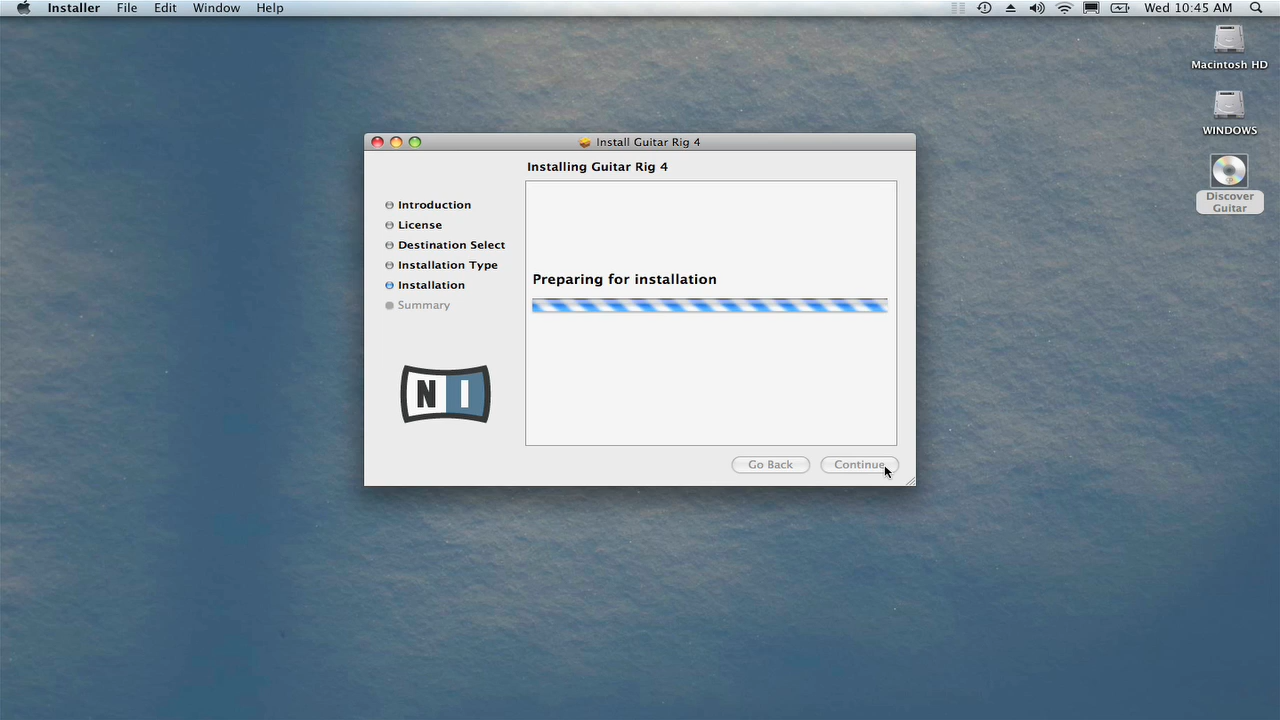 Installer File Edit Window Help Wed 10:45 AM
Macintosh HD
WINDOWS
Discover
Guitar
Install Guitar Rig 4
Installing Guitar Rig 4
Introduction
License
Destination Select
Installation Type
Installation
Summary
NI
Preparing for installation
Go Back Continue